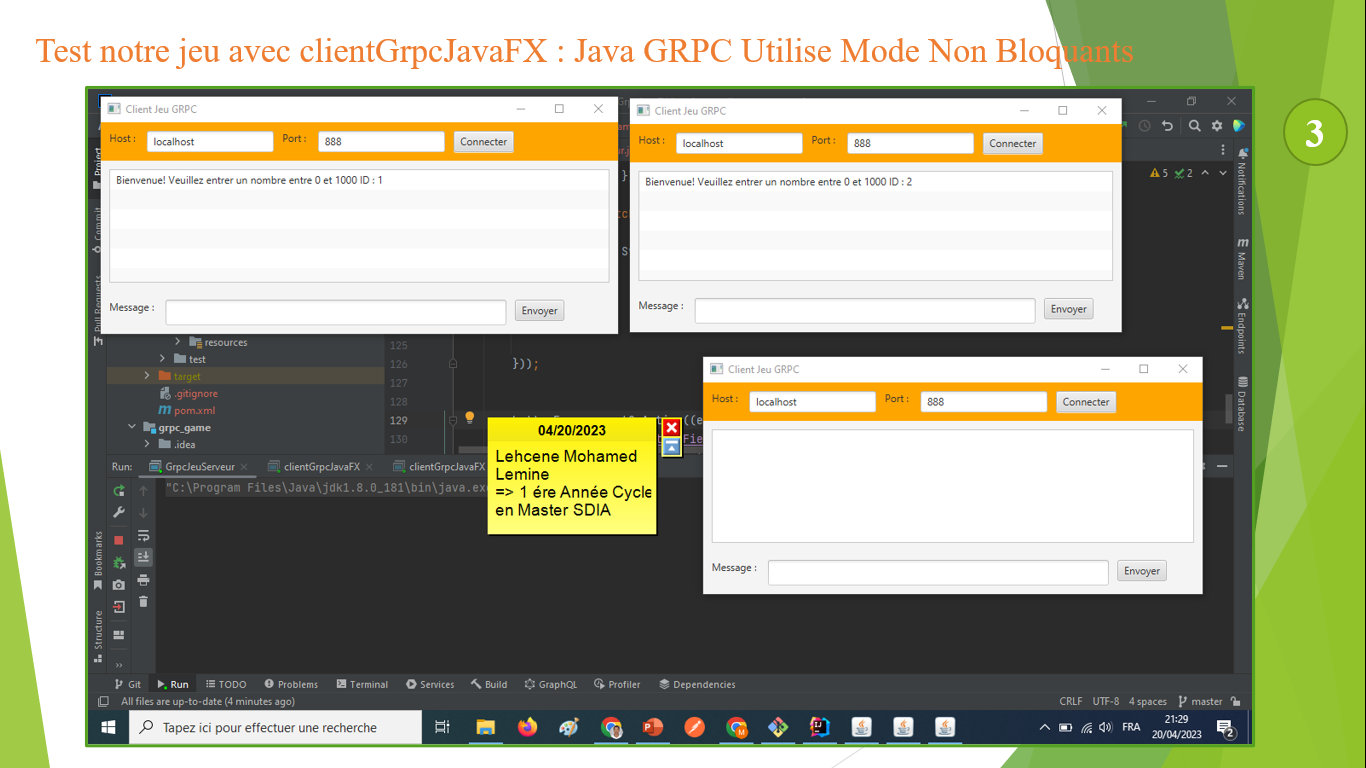 Test notre jeu avec clientGrpcJavaFX : Java GRPC Utilise Mode Non Bloquants
3
Client Jeu GRPC
Host : localhost Port : 888 Connecter
Bienvenue! Veuillez entrer un nombre entre 0 et 1000 ID : 1
Message : Envoyer
Client Jeu GRPC
Host : localhost Port : 888 Connecter
Bienvenue! Veuillez entrer un nombre entre 0 et 1000 ID : 2
Message : Envoyer
Client Jeu GRPC
Host : localhost Port : 888 Connecter
Message : Envoyer
Project
Commit
Pull Requests
5 2
Notifications
Maven
Endpoints
Database
resources
test
target
.gitignore
pom.xml
grpc_game
.idea
125
126 }));
127
128
129
130
04/20/2023
Lehcene Mohamed
Lemine
=> 1 ére Année Cycle
en Master SDIA
Run: GrpcJeuServeur clientGrpcJavaFX clientGrpcJavaFX
"C:\Program Files\Java\jdk1.8.0_181\bin\java.ex
Bookmarks
Structure
Git Run TODO Problems Terminal Services Build GraphQL Profiler Dependencies
All files are up-to-date (4 minutes ago) CRLF UTF-8 4 spaces master
Tapez ici pour effectuer une recherche
FRA 21:29
20/04/2023 2